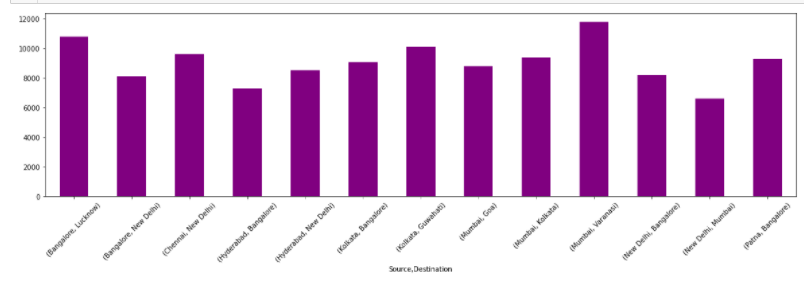 12000
10000
8000
6000
4000
2000
0
(Bangalore, Lucknow)
(Bangalore, New Delhi)
(Chennai, New Delhi)
(Hyderabad, Bangalore)
(Hyderabad, New Delhi)
(Kolkata, Bangalore)
(Kolkata, Guwahati)
(Mumbai, Goa)
(Mumbai, Kolkata)
(Mumbai, Varanasi)
(New Delhi, Bangalore)
(New Delhi, Mumbai)
(Patna, Bangalore)
Source,Destination